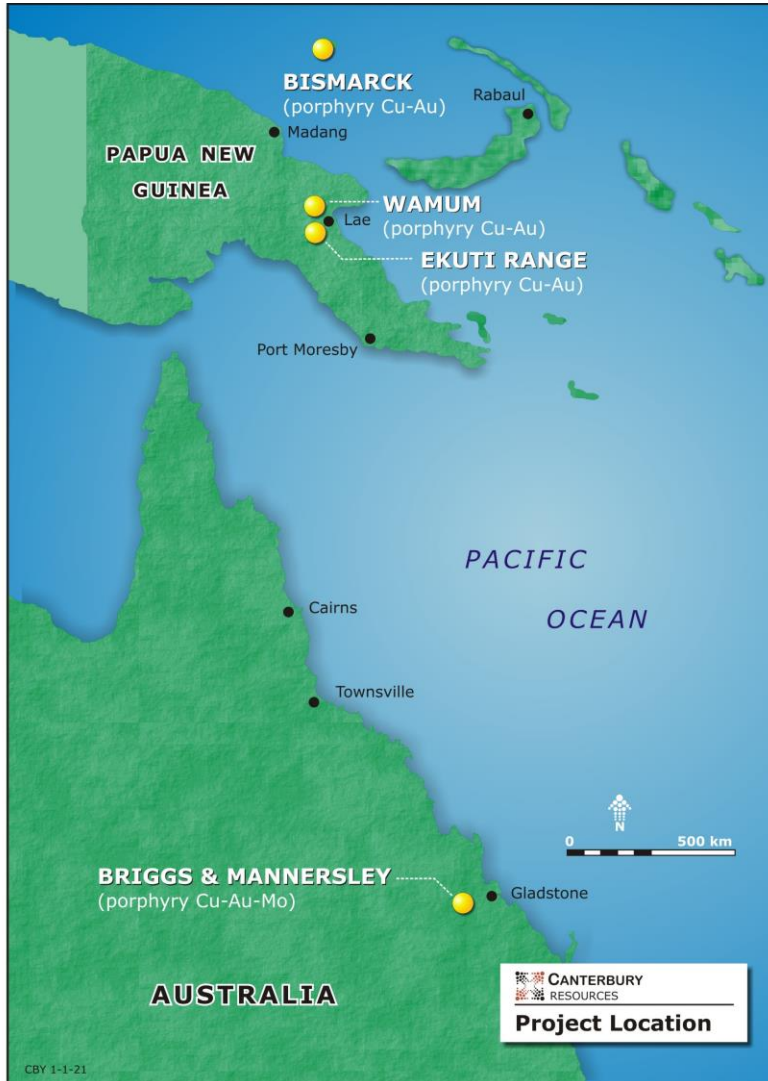 BISMARCK
(porphyry Cu-Au)
Rabaul
Madang
PAPUA NEW
GUINEA
WAMUM
(porphyry Cu-Au)
Lae
EKUTI RANGE
(porphyry Cu-Au)
Port Moresby
PACIFIC
OCEAN
Cairns
Townsville
N
0 500 km
BRIGGS & MANNERSLEY
(porphyry Cu-Au-Mo)
Gladstone
AUSTRALIA
CANTERBURY
RESOURCES
Project Location
CBY 1-1-21